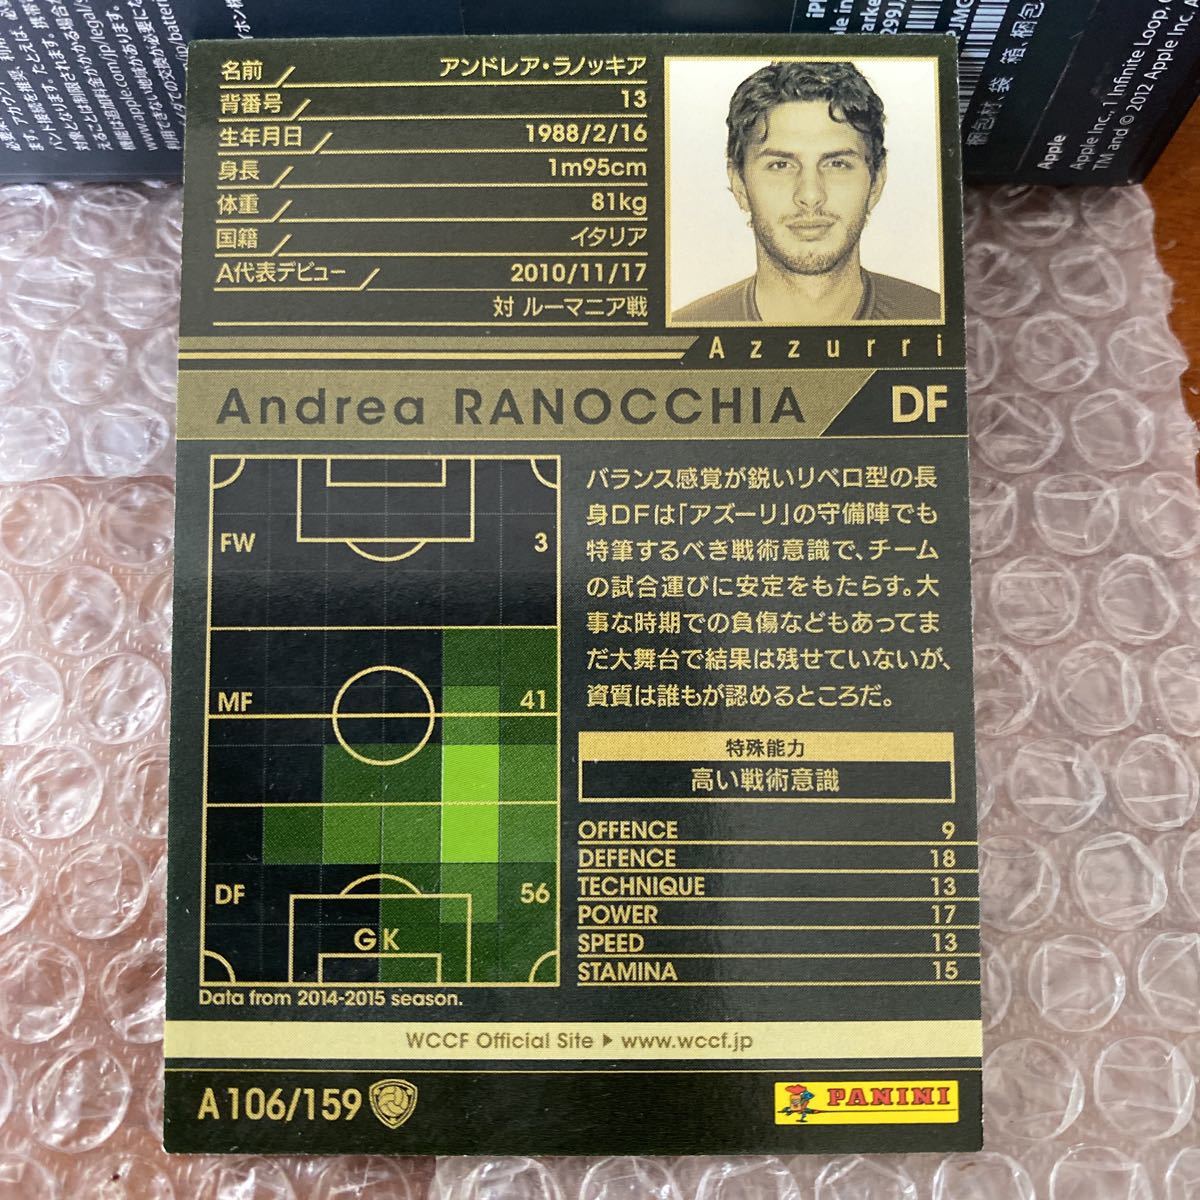 名前 アンドレア・ラノッキア
背番号 13
生年月日 1988/2/16
身長 1m95cm
体重 81kg
国籍 イタリア
A代表デビュー 2010/11/17
対 ルーマニア戦
Azzurri
Andrea RANOCCHIA DF
FW 3
MF 41
DF 56
GK
Data from 2014-2015 season.
バランス感覚が鋭いリベロ型の長
身DFは「アズーリ」の守備陣でも
特筆するべき戦術意識で、チーム
の試合運びに安定をもたらす。大
事な時期での負傷などもあってま
だ大舞台で結果は残せていないが、
資質は誰もが認めるところだ。
特殊能力
高い戦術意識
OFFENCE 9
DEFENCE 18
TECHNIQUE 13
POWER 17
SPEED 13
STAMINA 15
WCCF Official Site ▶ www.wccf.jp
A106/159
PANINI
梱包材、袋 箱、梱包
Apple
Apple Inc., 1 Infinite Loop,
TM and © 2012 Apple Inc.